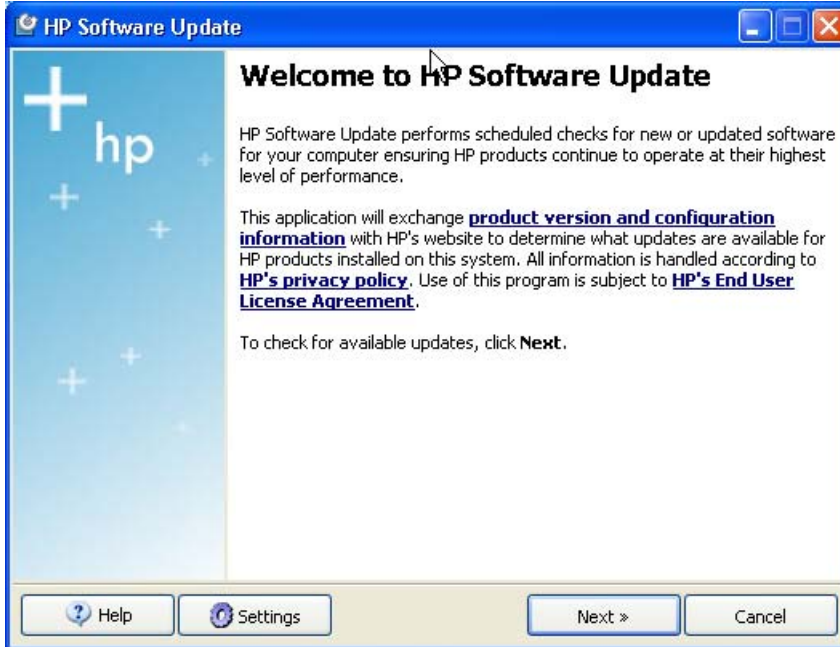 HP Software Update
hp
Welcome to HP Software Update
HP Software Update performs scheduled checks for new or updated software
for your computer ensuring HP products continue to operate at their highest
level of performance.
This application will exchange product version and configuration
information with HP's website to determine what updates are available for
HP products installed on this system. All information is handled according to
HP's privacy policy. Use of this program is subject to HP's End User
License Agreement.
To check for available updates, click Next.
Help
Settings
Next »
Cancel